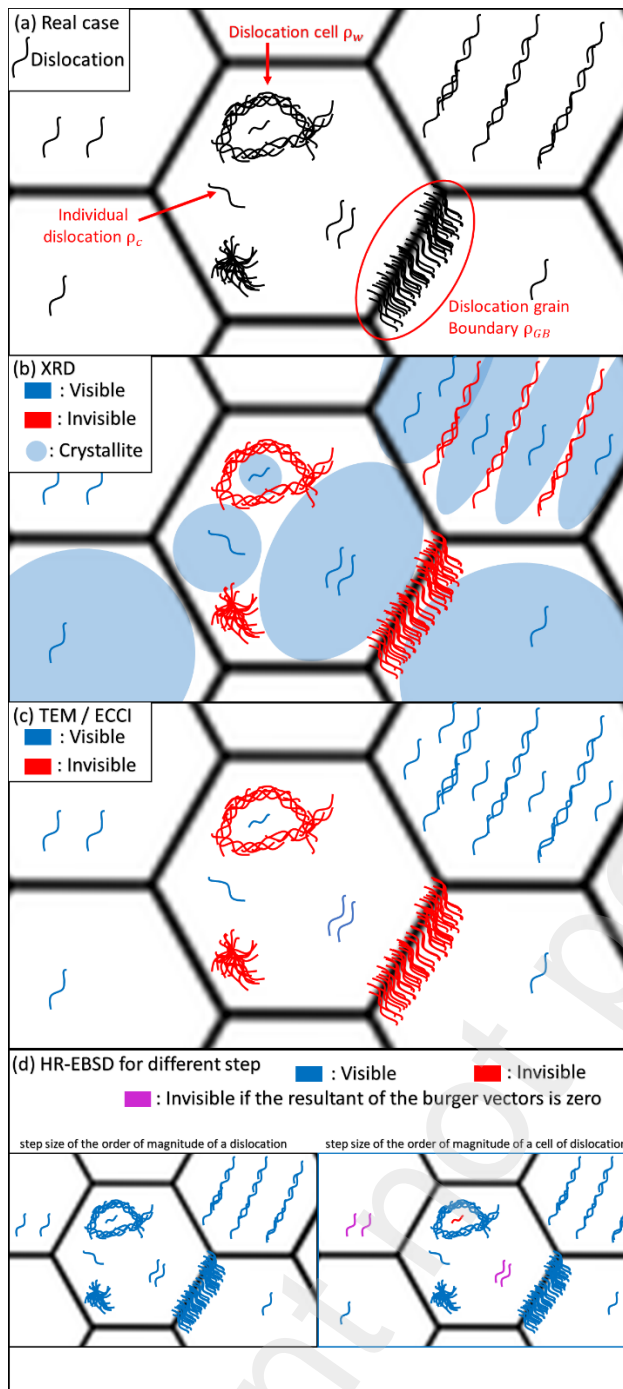 (a) Real case
Dislocation
Dislocation cell ρw
Individual
dislocation ρc
Dislocation grain
Boundary ρGB
(b) XRD
: Visible
: Invisible
: Crystallite
(c) TEM / ECCI
: Visible
: Invisible
(d) HR-EBSD for different step
: Visible
: Invisible
: Invisible if the resultant of the burger vectors is zero
step size of the order of magnitude of a dislocation
step size of the order of magnitude of a cell of dislocation